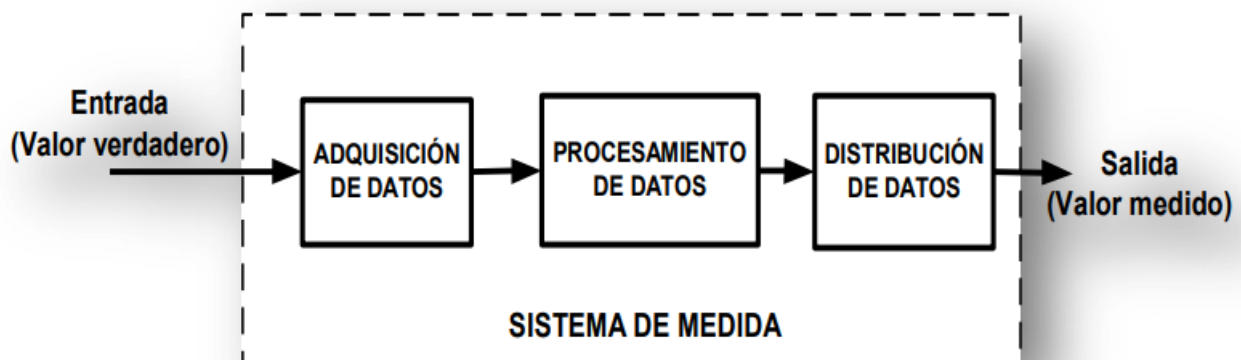 Entrada
(Valor verdadero)
ADQUISICIÓN
DE DATOS
PROCESAMIENTO
DE DATOS
DISTRIBUCIÓN
DE DATOS
Salida
(Valor medido)
SISTEMA DE MEDIDA